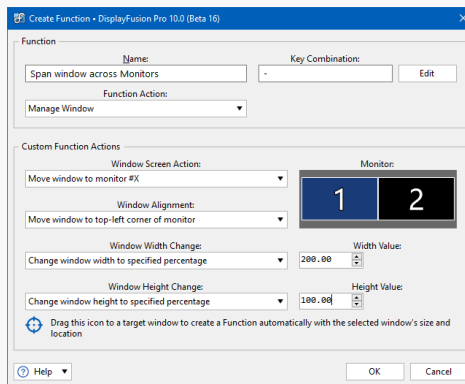 Create Function • DisplayFusion Pro 10.0 (Beta 16)
Function
Name:
Key Combination:
Span window across Monitors
-
Edit
Function Action:
Manage Window
Custom Function Actions
Window Screen Action:
Monitor:
Move window to monitor #X
1
2
Window Alignment:
Move window to top-left corner of monitor
Window Width Change:
Width Value:
Change window width to specified percentage
200.00
Window Height Change:
Height Value:
Change window height to specified percentage
100.00
Drag this icon to a target window to create a Function automatically with the selected window's size and
location
? Help
OK
Cancel